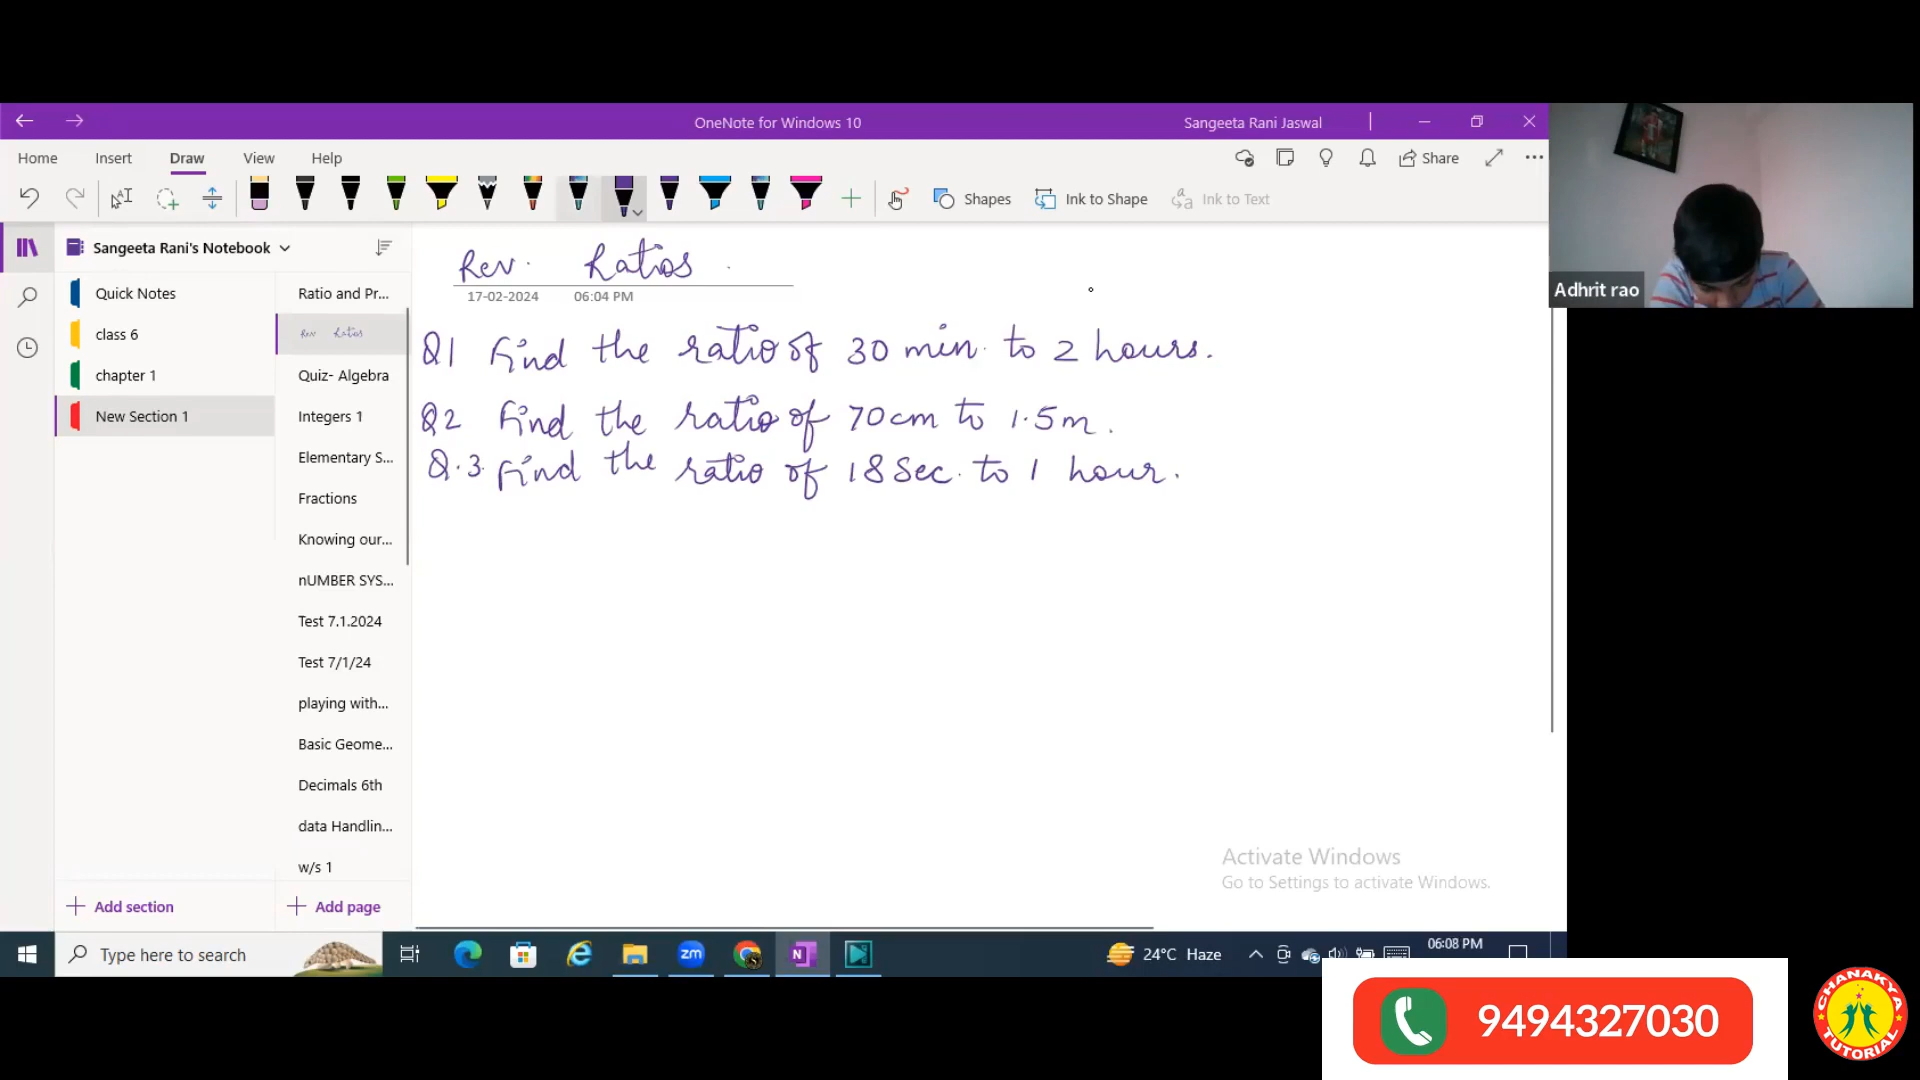 OneNote for Windows 10
Sangeeta Rani Jaswal
Home Insert Draw View Help
Share
Shapes Ink to Shape Ink to Text
Sangeeta Rani's Notebook
Quick Notes
class 6
chapter 1
New Section 1
Add section
Ratio and Pr...
Rev Ratios
Quiz- Algebra
Integers 1
Elementary S...
Fractions
Knowing our...
nUMBER SYS...
Test 7.1.2024
Test 7/1/24
playing with...
Basic Geome...
Decimals 6th
data Handlin...
w/s 1
Add page
Rev. Ratios.
17-02-2024 06:04 PM
Q1 Find the ratio of 30 min. to 2 hours.
Q2 Find the ratio of 70cm to 1.5m.
Q.3. Find the ratio of 18 Sec. to 1 hour.
Adhrit rao
Activate Windows
Go to Settings to activate Windows.
Type here to search
zm
N
24°C Haze
06:08 PM
9494327030
CHANAKYA
TUTORIAL